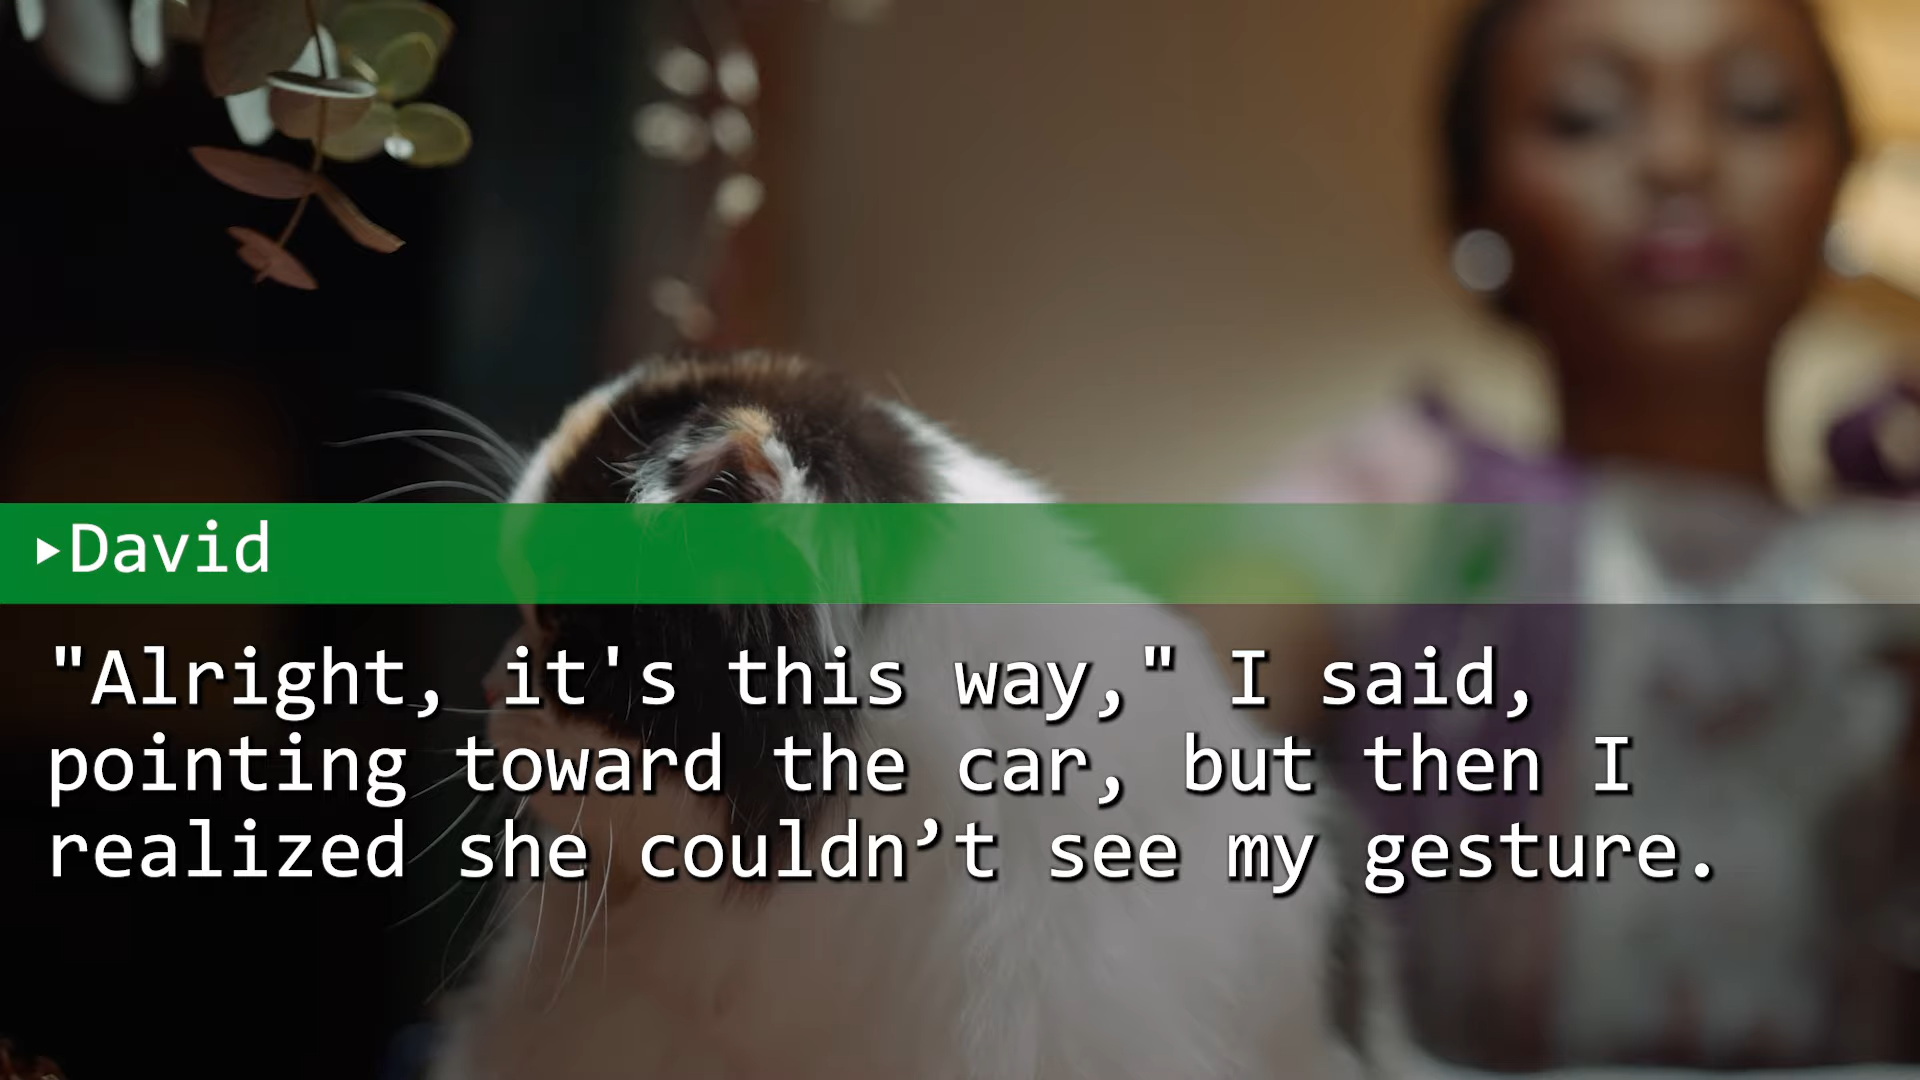 ▶David
"Alright, it's this way," I said,
pointing toward the car, but then I
realized she couldn’t see my gesture.